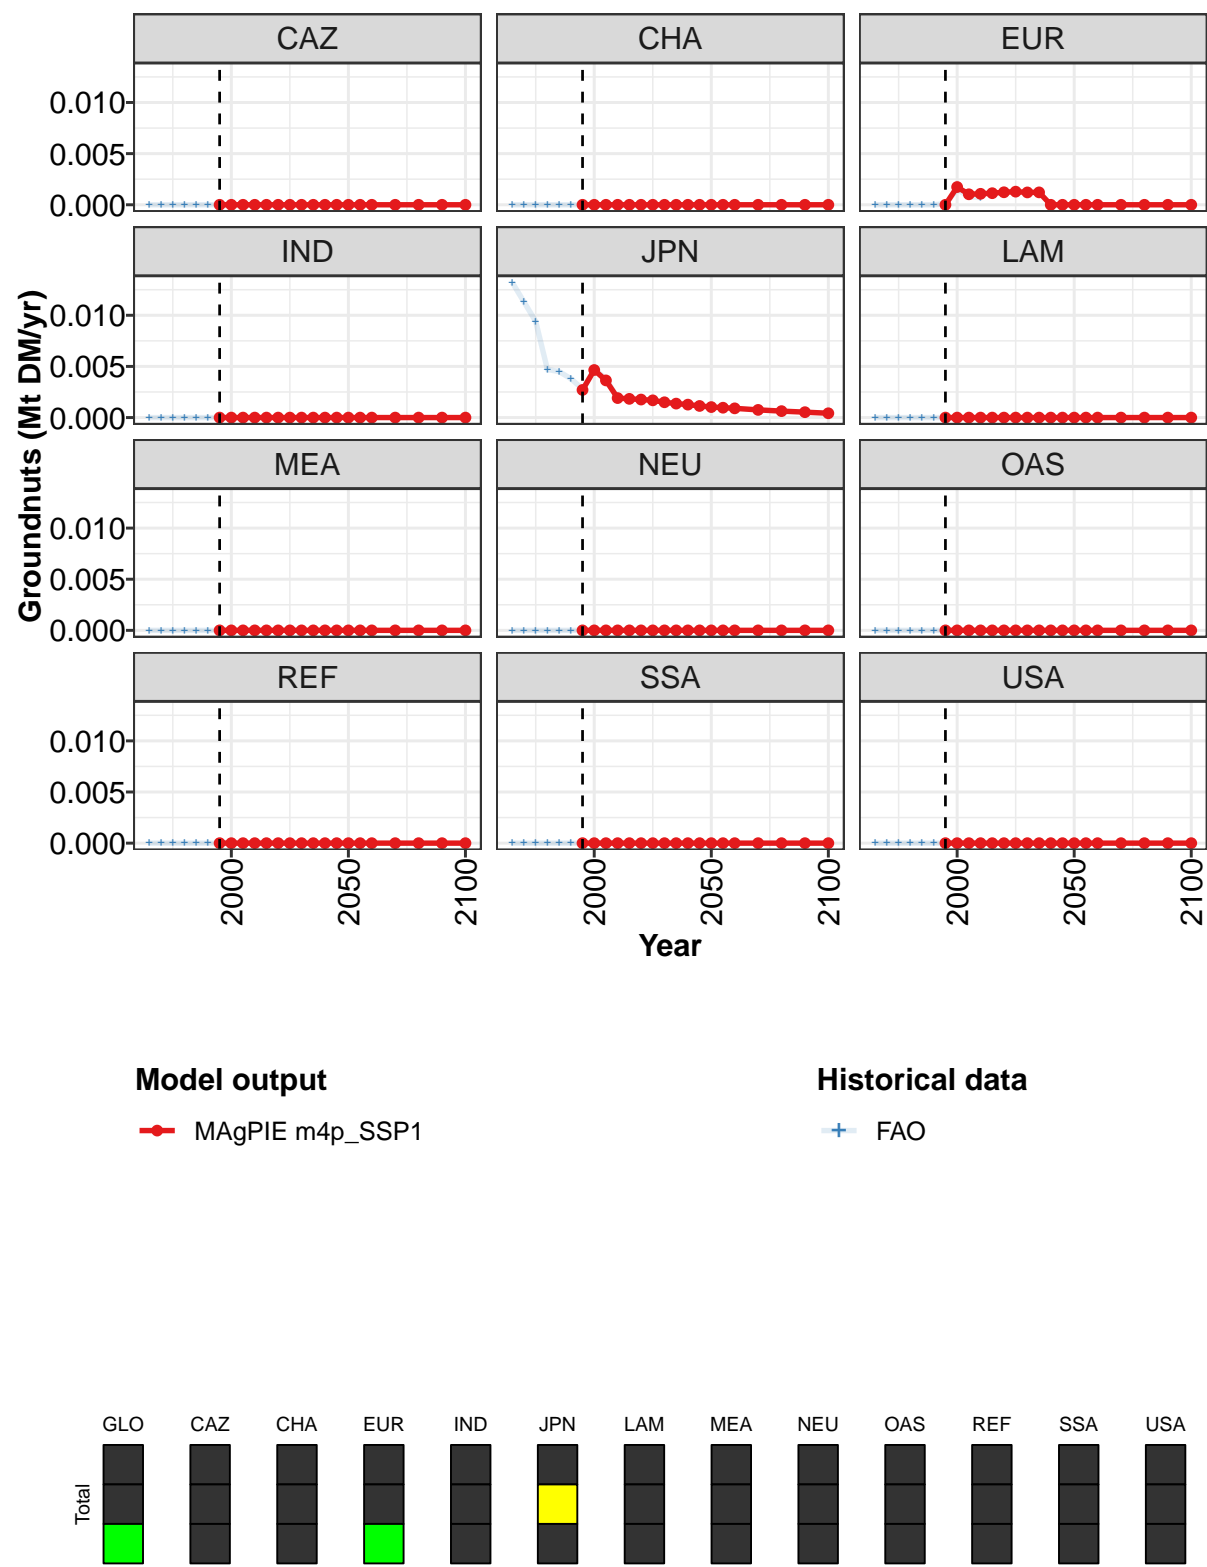 CAZ CHA EUR
0.010
0.005
0.000
IND JPN LAM
0.010
0.005
0.000
MEA NEU OAS
0.010
0.005
0.000
REF SSA USA
0.010
0.005
0.000
Groundnuts (Mt DM/yr)
2000 2050 2100 2000 2050 2100 2000 2050 2100
Year
Model output Historical data
MAgPIE m4p_SSP1 FAO
GLO CAZ CHA EUR IND JPN LAM MEA NEU OAS REF SSA USA
Total